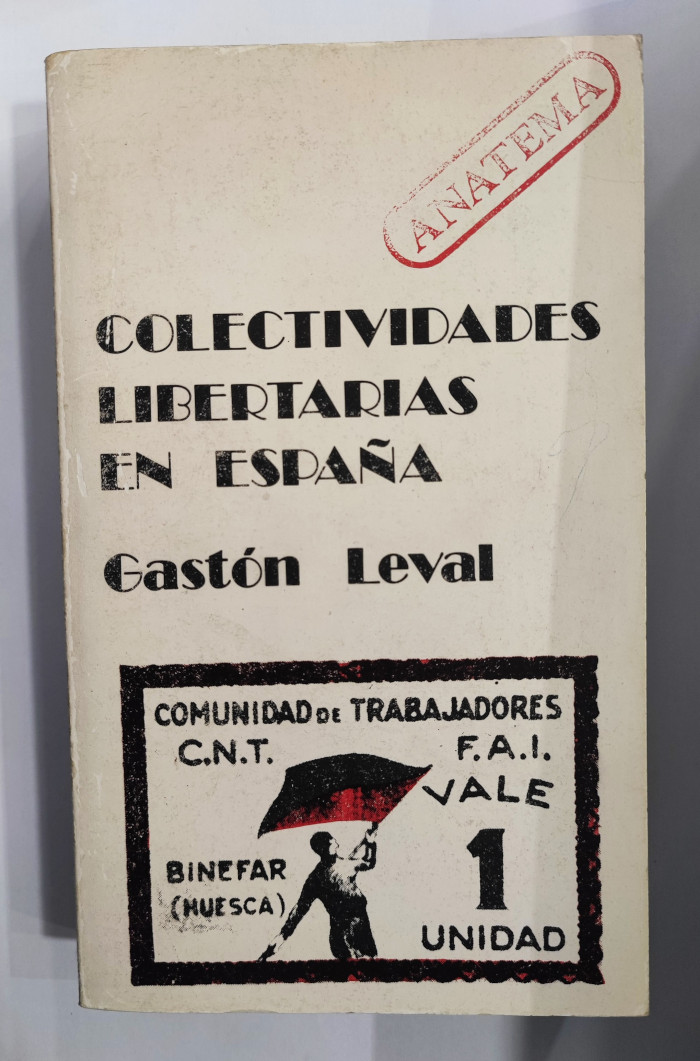 ANATEMA
COLECTIVIDADES
LIBERTARIAS
EN ESPAÑA
Gastón Leval
COMUNIDAD DE TRABAJADORES
C.N.T. F.A.I.
VALE
1
BINEFAR
(HUESCA)
UNIDAD